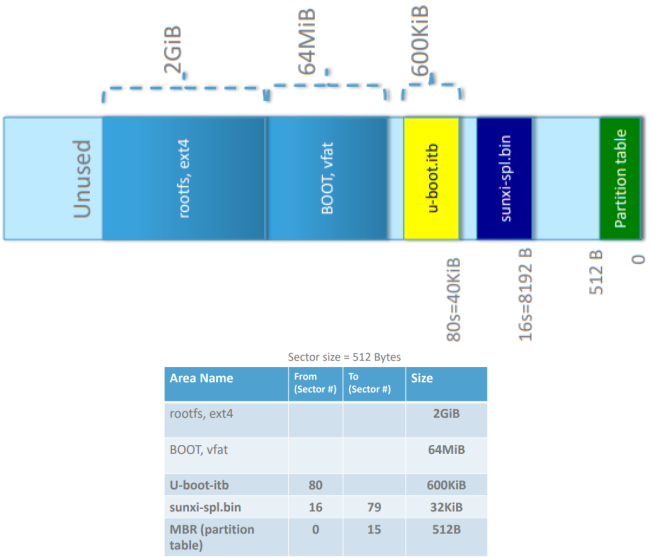 2GiB
64MiB
600KiB
Unused
rootfs, ext4
BOOT, vfat
u-boot.itb
sunxi-spl.bin
Partition table
80s=40KiB
16s=8192 B
512 B
0
Sector size = 512 Bytes
Area Name From (Sector #) To (Sector #) Size
rootfs, ext4 2GiB
BOOT, vfat 64MiB
U-boot-itb 80 600KiB
sunxi-spl.bin 16 79 32KiB
MBR (partition table) 0 15 512B